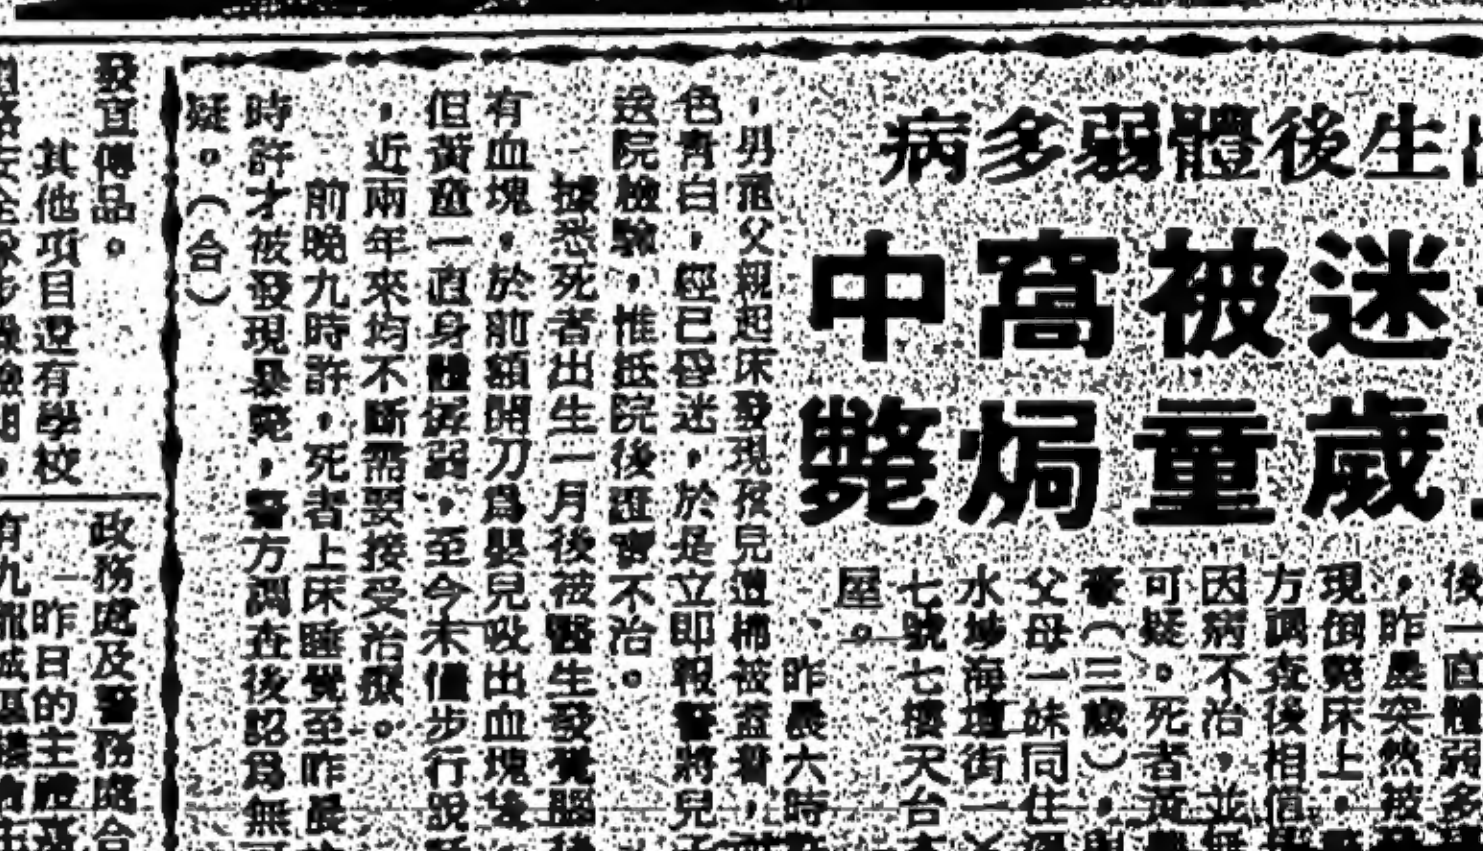 生後體弱多病
迷被窩中
歲童焗斃
後一直體弱多
，昨晨突然被
現倒斃床上，
方調查後相信
因病不治，並無
可疑。死者黃
豪（三歲），與
父母一妹同住
水埗海壇街一
七號七樓天台
屋。
昨晨六時
，男童父親起床發現孩兒遭棉被蓋着，
色青白，經已昏迷，於是立即報警將兒
送院檢驗，惟抵院後證實不治。
據悉死者出生一月後被醫生發覺腦
有血塊，於前額開刀爲嬰兒吸出血塊後
但黃童一直身體孱弱，至今未懂步行說
，近兩年來均不斷需要接受治療。
前晚九時許，死者上床睡覺至昨晨
時許才被發現暴斃，警方調查後認爲無
疑。（合）
發宣傳品。
其他項目還有學校
政務處及警務處合
昨日的主禮